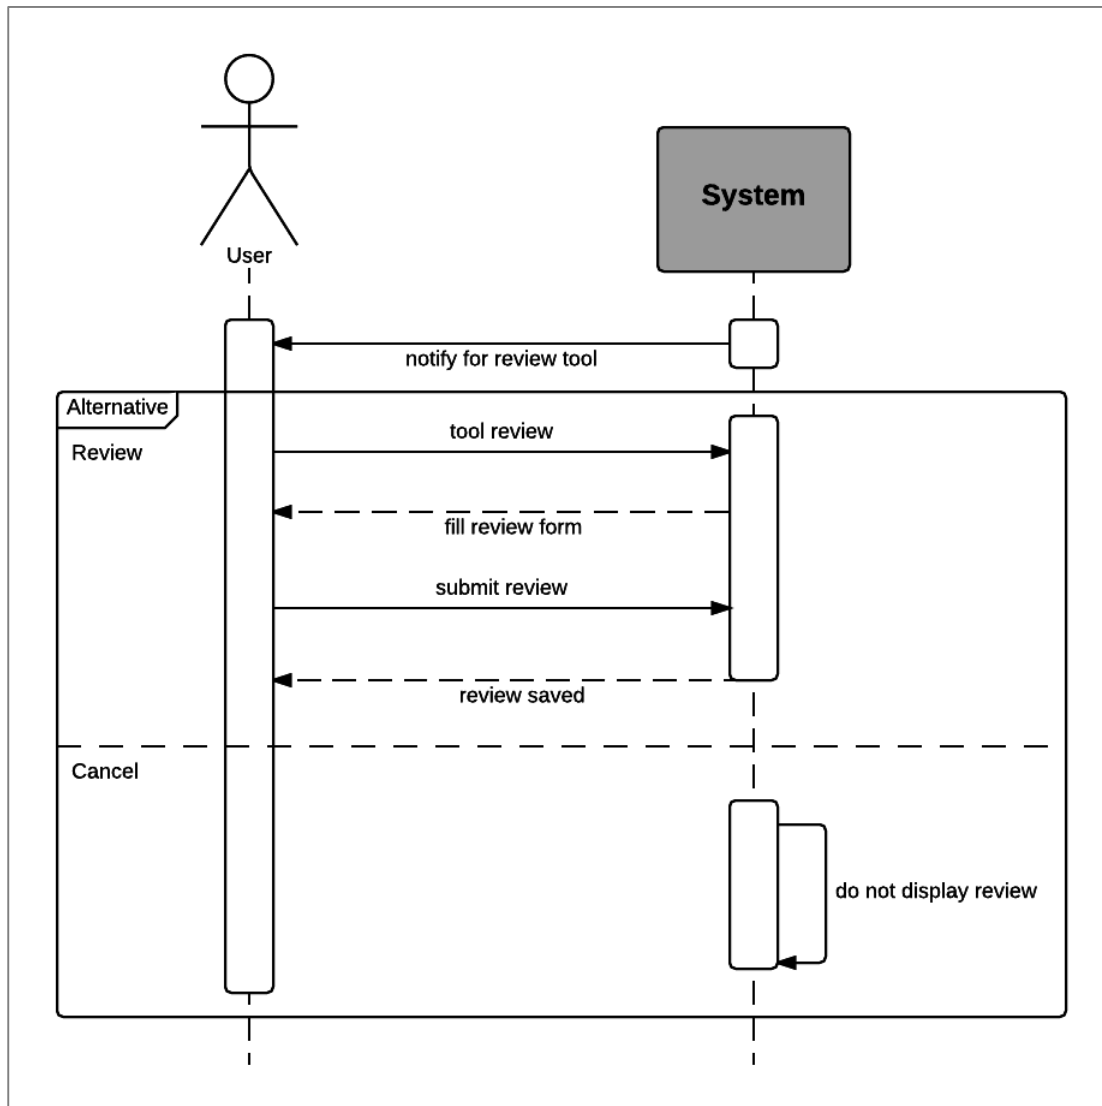 System
User
notify for review tool
Alternative
tool review
Review
fill review form
submit review
review saved
Cancel
do not display review